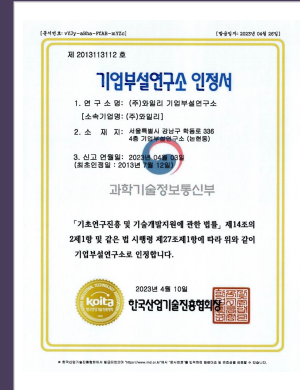 제 2013113112 호
기업부설연구소 인정서
1. 연 구 소 명: (주)와일리 기업부설연구소
[소속기업명: (주)와일리]
2. 소 재 지: 서울특별시 강남구 학동로 336
4층 기업부설연구소 (논현동)
3. 신고 연월일: 2023년 04월 03일
(최초인정일 : 2013년 7월 12일)
과학기술정보통신부
「기초연구진흥 및 기술개발지원에 관한 법률」 제14조의
2제1항 및 같은 법 시행령 제27조제1항에 따라 위와 같이
기업부설연구소로 인정합니다.
2023년 4월 10일
koita
한국산업기술진흥협회장